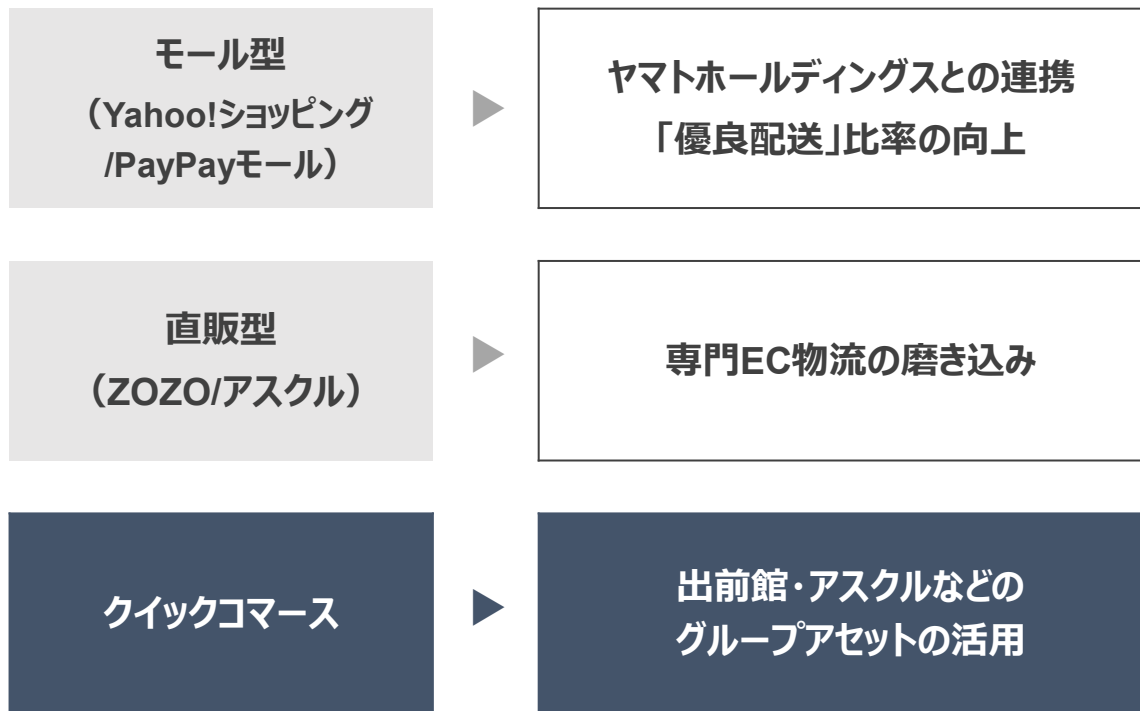 モール型
（Yahoo!ショッピング
/PayPayモール）
ヤマトホールディングスとの連携
「優良配送」比率の向上
直販型
（ZOZO/アスクル）
専門EC物流の磨き込み
クイックコマース
出前館・アスクルなどの
グループアセットの活用